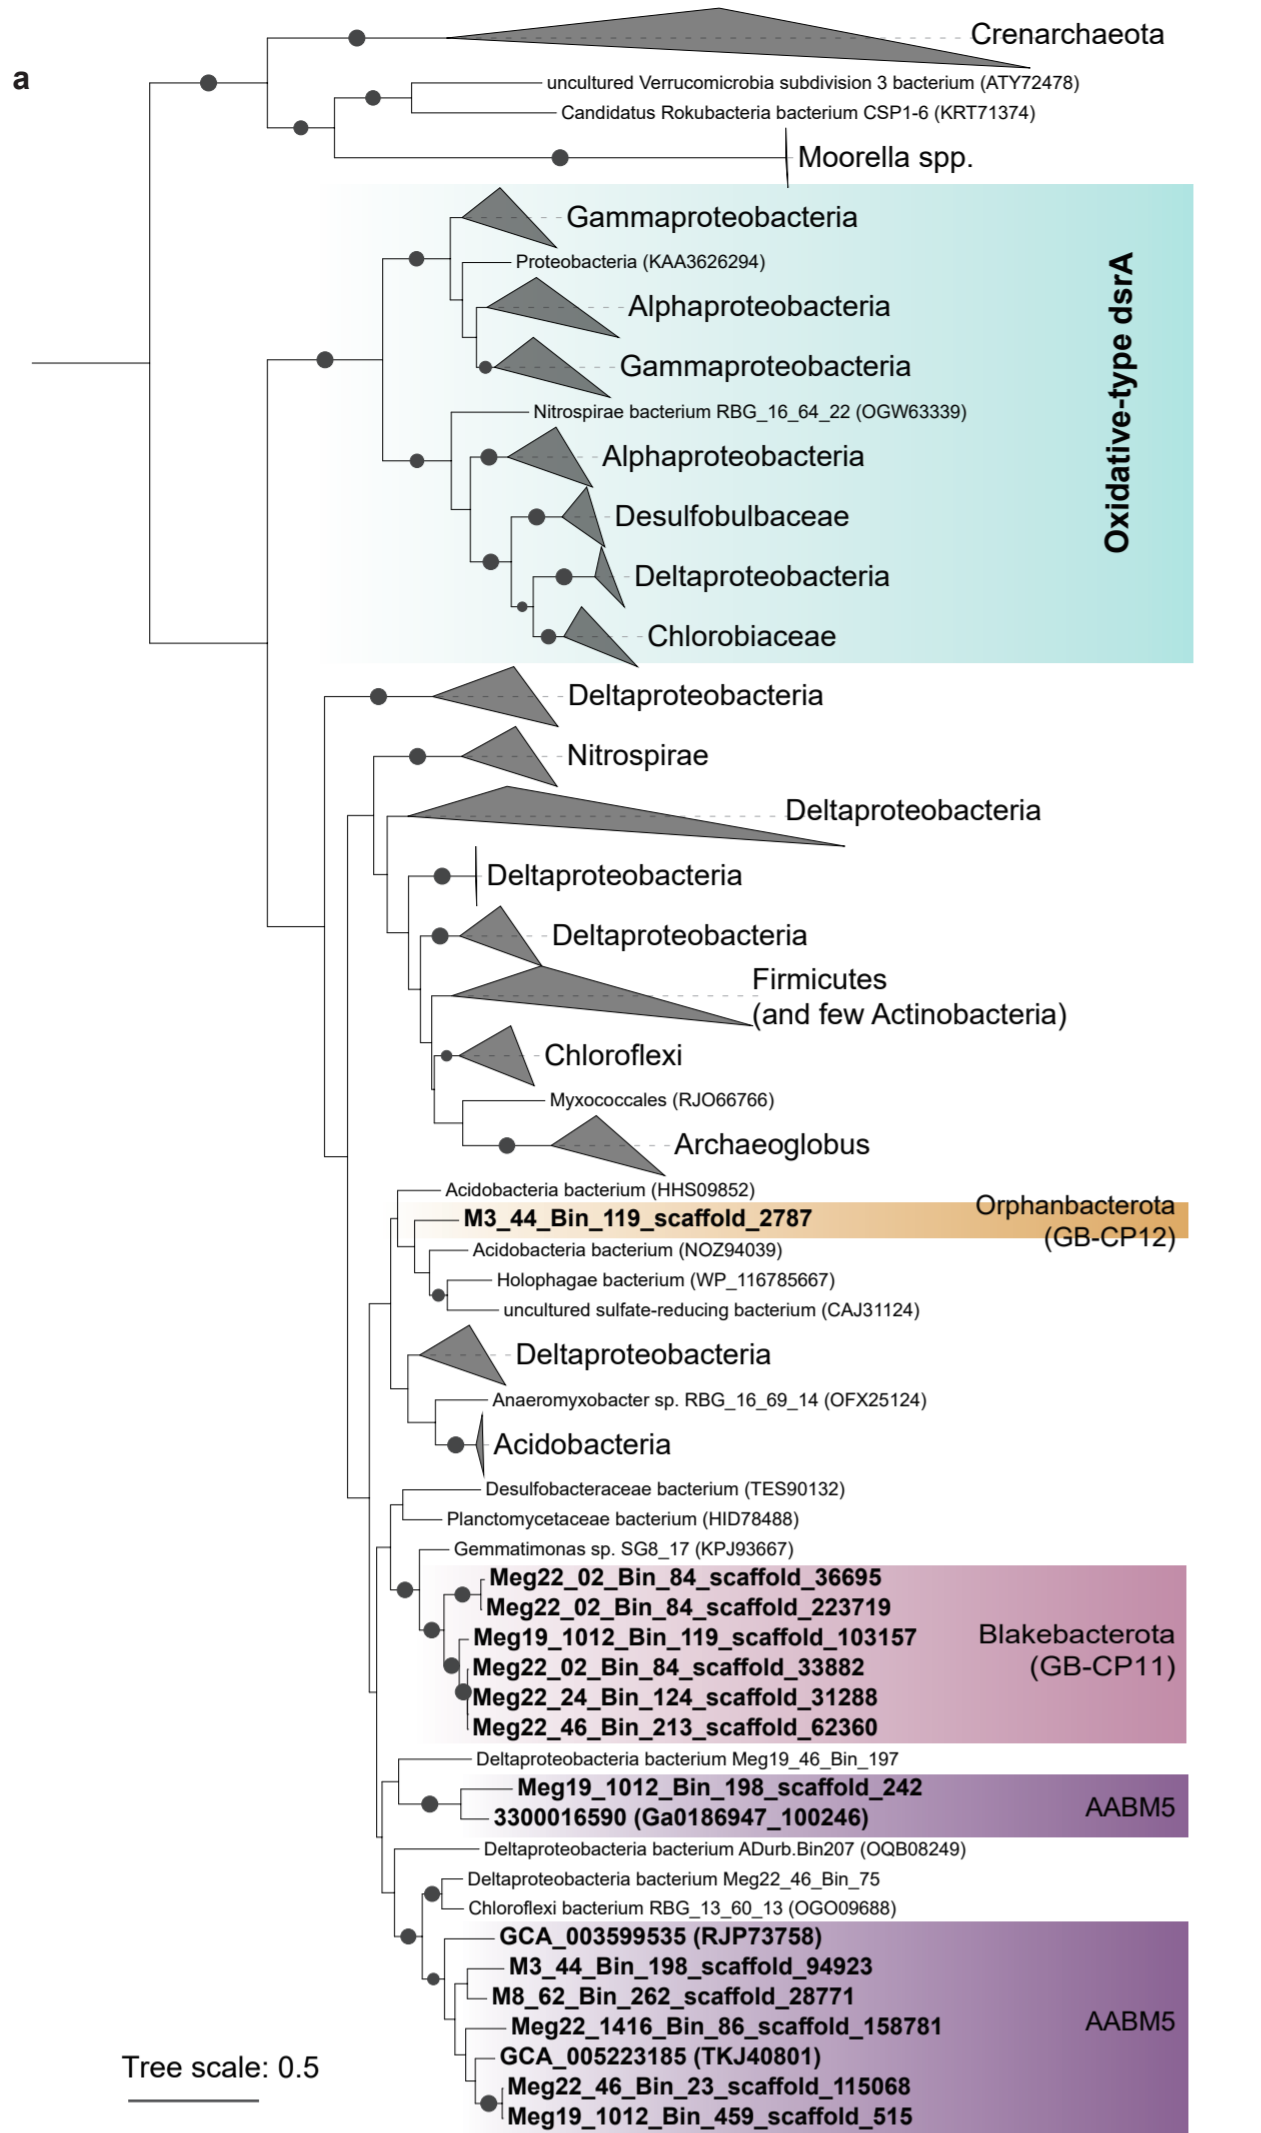 a
Crenarchaeota
uncultured Verrucomicrobia subdivision 3 bacterium (ATY72478)
Candidatus Rokubacteria bacterium CSP1-6 (KRT71374)
Moorella spp.
Gammaproteobacteria
Proteobacteria (KAA3626294)
Alphaproteobacteria
Gammaproteobacteria
Nitrospirae bacterium RBG_16_64_22 (OGW63339)
Alphaproteobacteria
Desulfobulbaceae
Deltaproteobacteria
Chlorobiaceae
Oxidative-type dsrA
Deltaproteobacteria
Nitrospirae
Deltaproteobacteria
Deltaproteobacteria
Deltaproteobacteria
Firmicutes
(and few Actinobacteria)
Chloroflexi
Myxococcales (RJO66766)
Archaeoglobus
Acidobacteria bacterium (HHS09852)
M3_44_Bin_119_scaffold_2787
Orphanbacterota
(GB-CP12)
Acidobacteria bacterium (NOZ94039)
Holophagae bacterium (WP_116785667)
uncultured sulfate-reducing bacterium (CAJ31124)
Deltaproteobacteria
Anaeromyxobacter sp. RBG_16_69_14 (OFX25124)
Acidobacteria
Desulfobacteraceae bacterium (TES90132)
Planctomycetaceae bacterium (HID78488)
Gemmatimonas sp. SG8_17 (KPJ93667)
Meg22_02_Bin_84_scaffold_36695
Meg22_02_Bin_84_scaffold_223719
Meg19_1012_Bin_119_scaffold_103157
Meg22_02_Bin_84_scaffold_33882
Meg22_24_Bin_124_scaffold_31288
Meg22_46_Bin_213_scaffold_62360
Blakebacterota
(GB-CP11)
Deltaproteobacteria bacterium Meg19_46_Bin_197
Meg19_1012_Bin_198_scaffold_242
3300016590 (Ga0186947_100246)
AABM5
Deltaproteobacteria bacterium ADurb.Bin207 (OQB08249)
Deltaproteobacteria bacterium Meg22_46_Bin_75
Chloroflexi bacterium RBG_13_60_13 (OGO09688)
GCA_003599535 (RJP73758)
M3_44_Bin_198_scaffold_94923
M8_62_Bin_262_scaffold_28771
Meg22_1416_Bin_86_scaffold_158781
GCA_005223185 (TKJ40801)
Meg22_46_Bin_23_scaffold_115068
Meg19_1012_Bin_459_scaffold_515
AABM5
Tree scale: 0.5